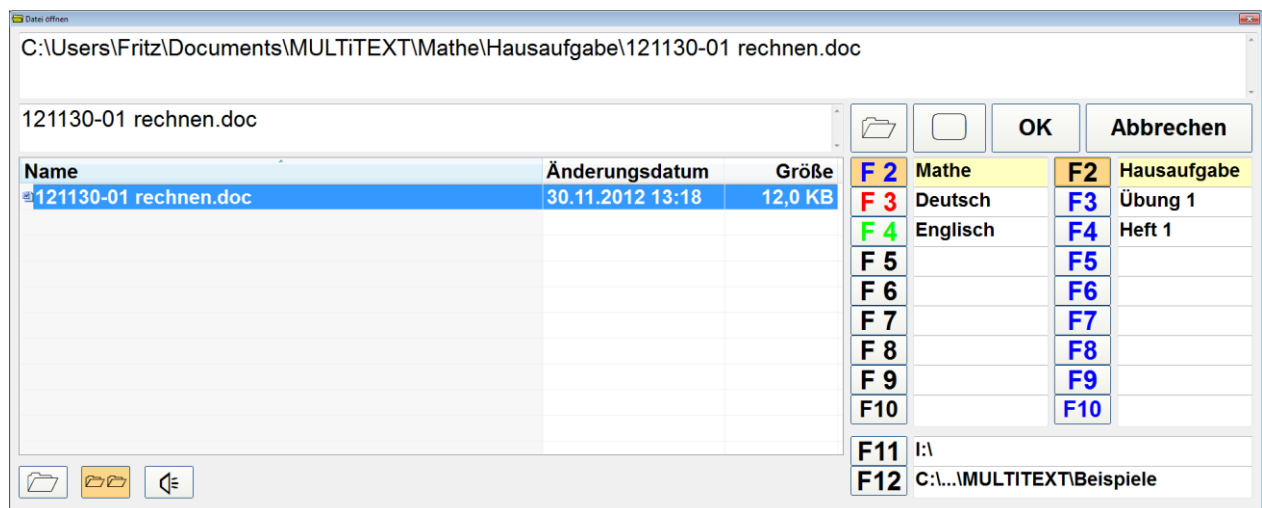 Datei öffnen
C:\Users\Fritz\Documents\MULTiTEXT\Mathe\Hausaufgabe\121130-01 rechnen.doc
121130-01 rechnen.doc
OK Abbrechen
Name Änderungsdatum Größe
121130-01 rechnen.doc 30.11.2012 13:18 12,0 KB
F 2 Mathe F2 Hausaufgabe
F 3 Deutsch F3 Übung 1
F 4 Englisch F4 Heft 1
F 5 F5
F 6 F6
F 7 F7
F 8 F8
F 9 F9
F10 F10
F11 I:\
F12 C:\...\MULTITEXT\Beispiele